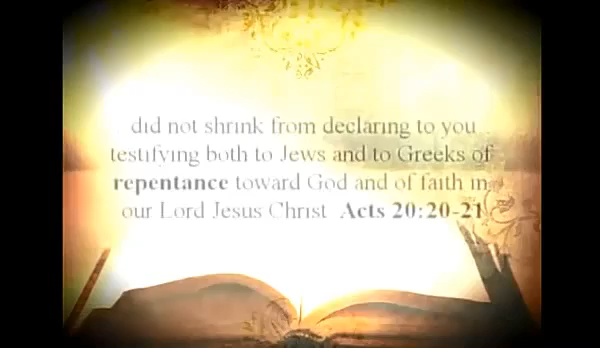 did not shrink from declaring to you
testifying both to Jews and to Greeks of
repentance toward God and of faith in
our Lord Jesus Christ Acts 20:20-21